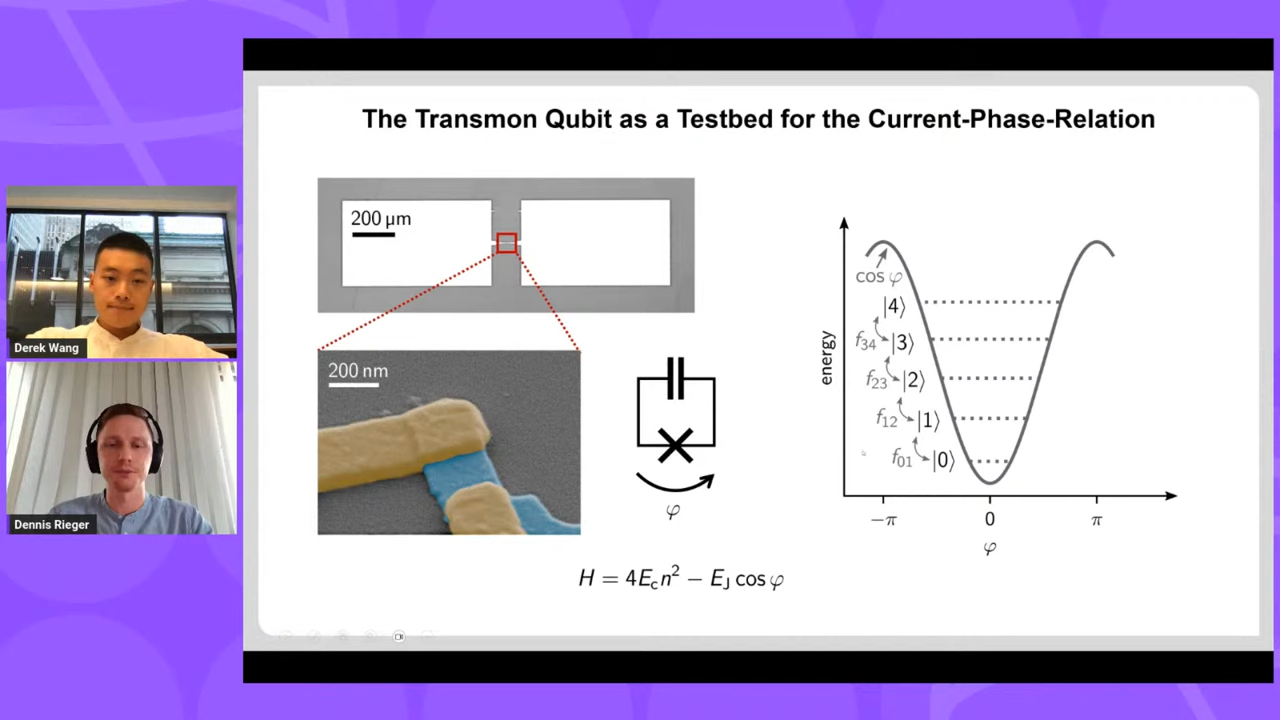 The Transmon Qubit as a Testbed for the Current-Phase-Relation
200 μm
200 nm
φ
H = 4E_c n² − E_J cos φ
energy
cos φ
|4⟩
f₃₄ |3⟩
f₂₃ |2⟩
f₁₂ |1⟩
f₀₁ |0⟩
−π 0 π
φ
Derek Wang
Dennis Rieger